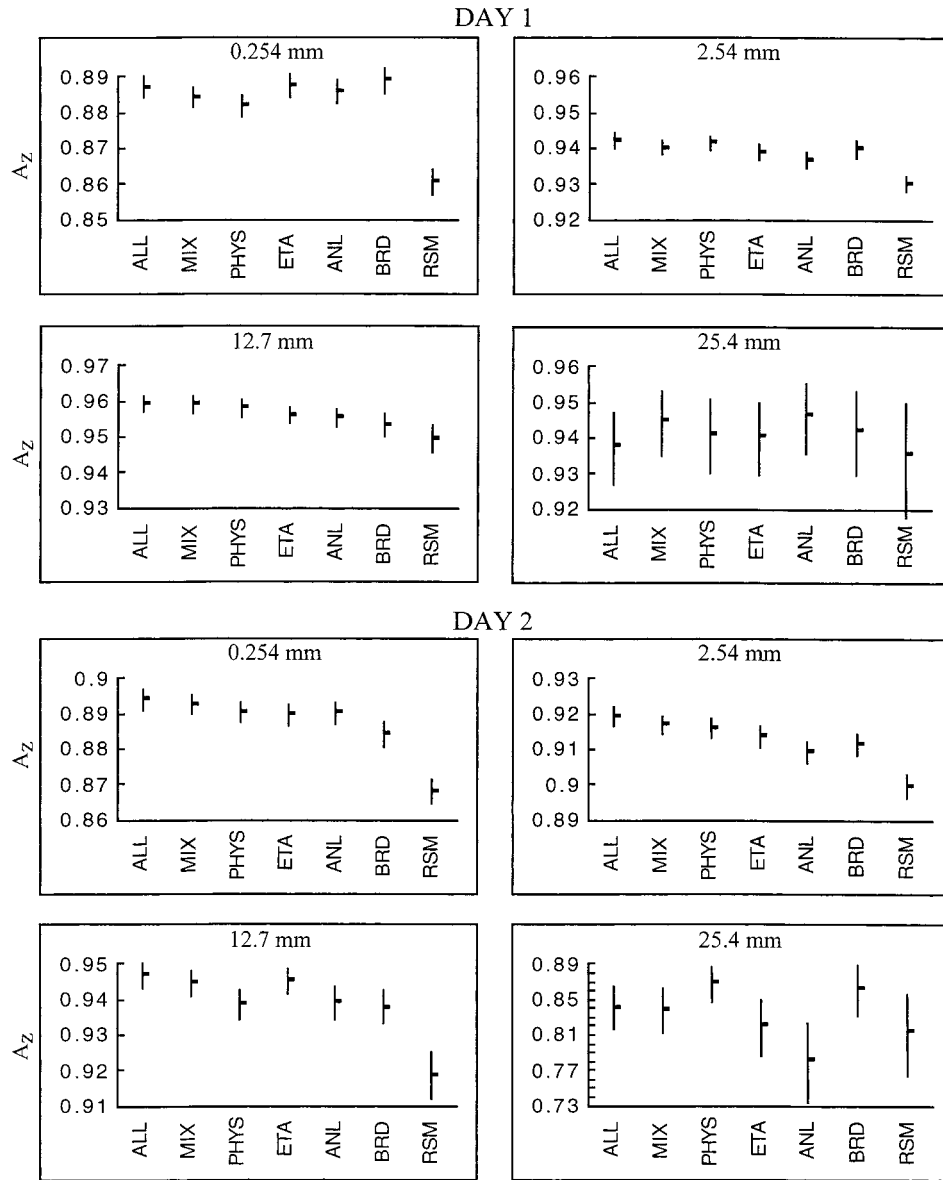 DAY 1
0.254 mm
A_Z
0.89
0.88
0.87
0.86
0.85
ALL MIX PHYS ETA ANL BRD RSM
2.54 mm
0.96
0.95
0.94
0.93
0.92
ALL MIX PHYS ETA ANL BRD RSM
12.7 mm
A_Z
0.97
0.96
0.95
0.94
0.93
ALL MIX PHYS ETA ANL BRD RSM
25.4 mm
0.96
0.95
0.94
0.93
0.92
ALL MIX PHYS ETA ANL BRD RSM
DAY 2
0.254 mm
A_Z
0.9
0.89
0.88
0.87
0.86
ALL MIX PHYS ETA ANL BRD RSM
2.54 mm
0.93
0.92
0.91
0.9
0.89
ALL MIX PHYS ETA ANL BRD RSM
12.7 mm
A_Z
0.95
0.94
0.93
0.92
0.91
ALL MIX PHYS ETA ANL BRD RSM
25.4 mm
0.89
0.85
0.81
0.77
0.73
ALL MIX PHYS ETA ANL BRD RSM